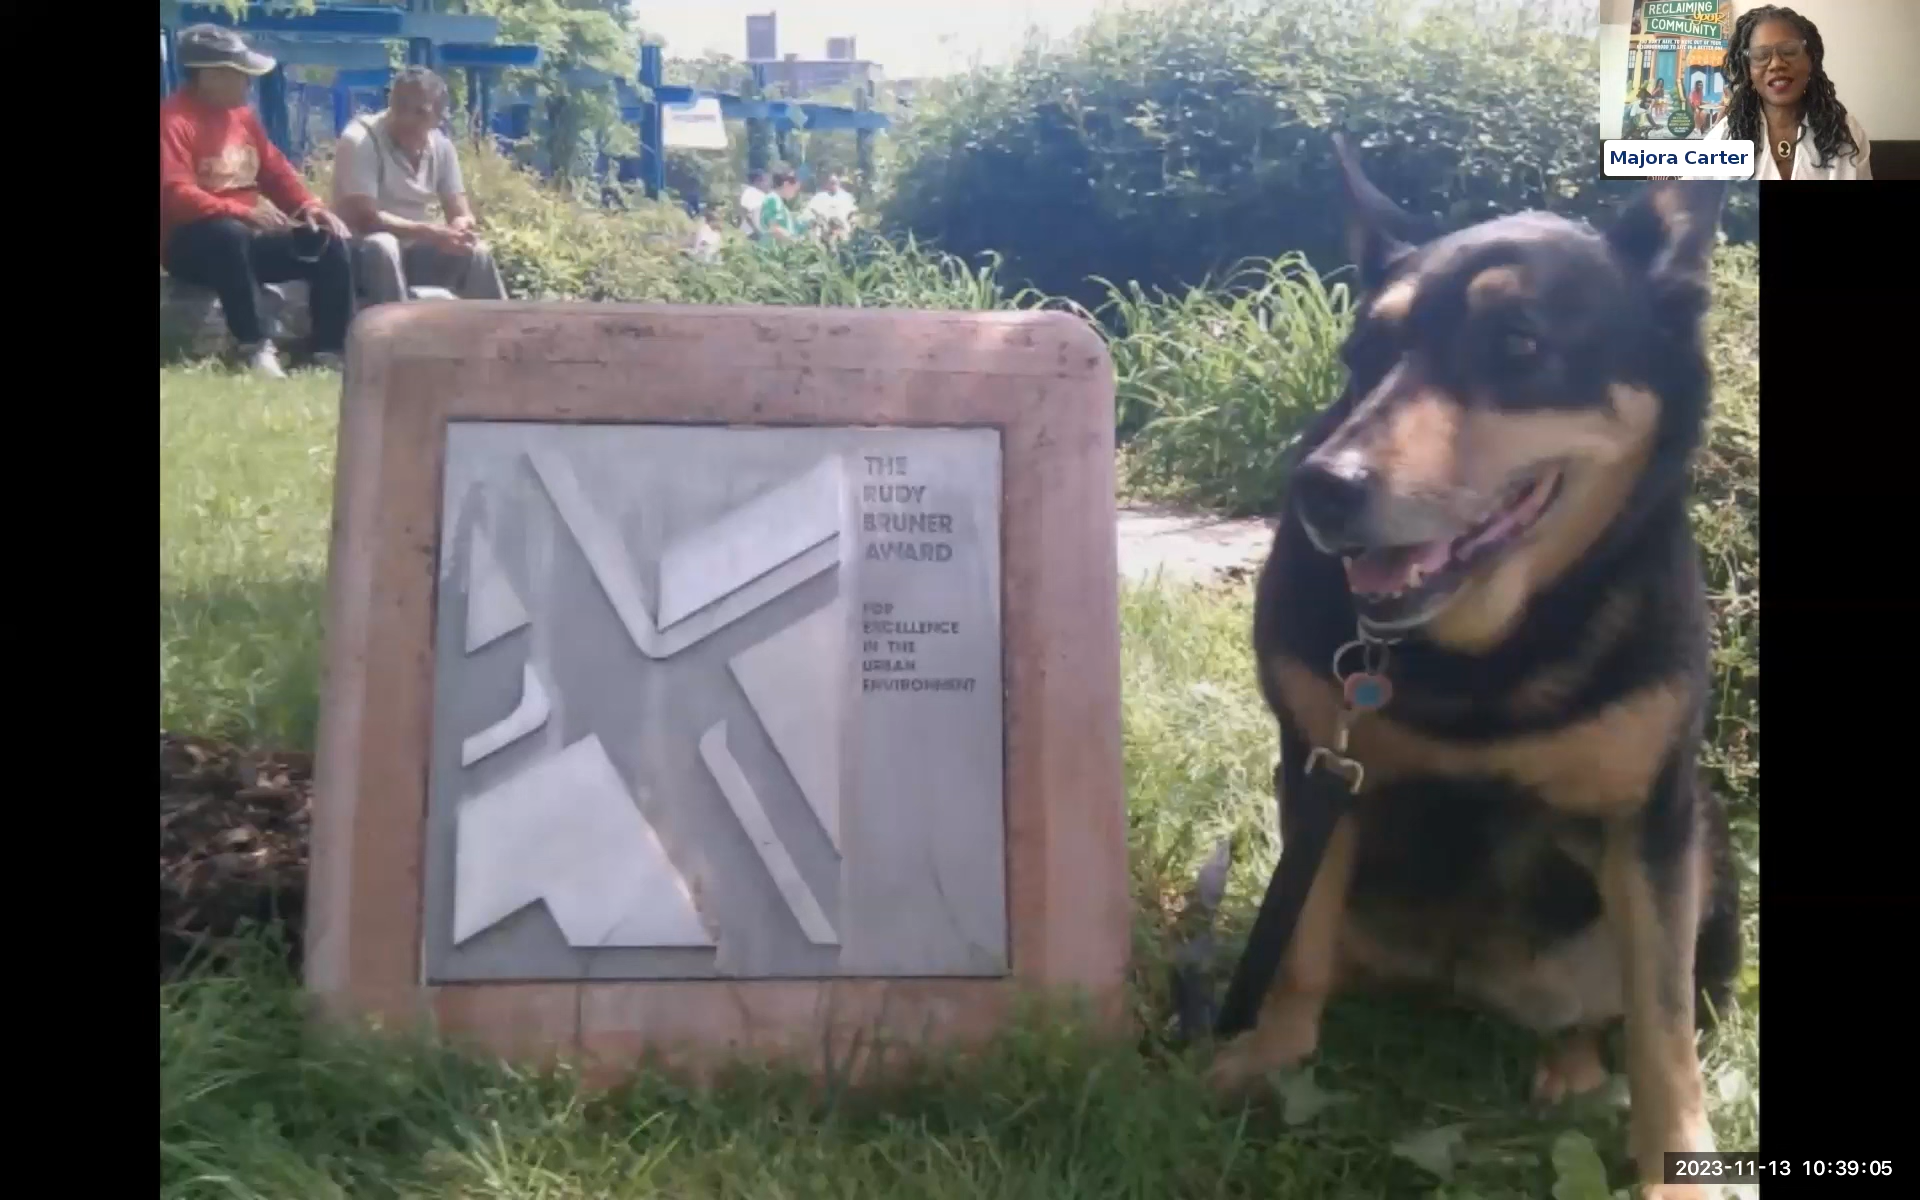 RECLAIMING
your
COMMUNITY
Majora Carter
THE
RUDY
BRUNER
AWARD
FOR
EXCELLENCE
IN THE
URBAN
ENVIRONMENT
2023-11-13 10:39:05